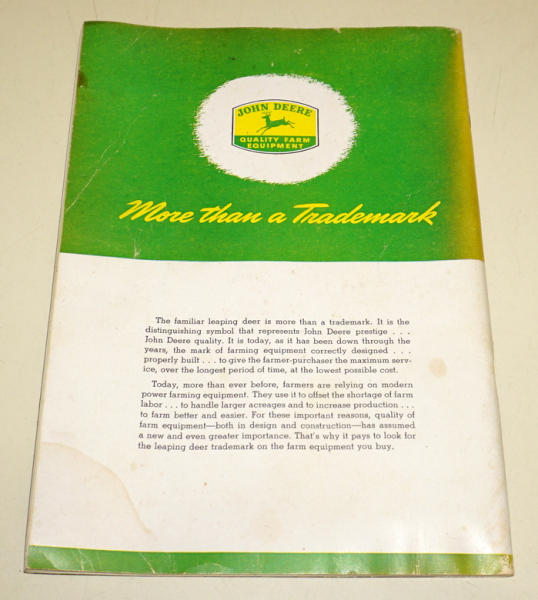 JOHN DEERE
QUALITY FARM
EQUIPMENT
More than a Trademark
The familiar leaping deer is more than a trademark. It is the
distinguishing symbol that represents John Deere prestige . . .
John Deere quality. It is today, as it has been down through the
years, the mark of farming equipment correctly designed . . .
properly built . . . to give the farmer-purchaser the maximum serv-
ice, over the longest period of time, at the lowest possible cost.
Today, more than ever before, farmers are relying on modern
power farming equipment. They use it to offset the shortage of farm
labor . . . to handle larger acreages and to increase production . . .
to farm better and easier. For these important reasons, quality of
farm equipment—both in design and construction—has assumed
a new and even greater importance. That's why it pays to look for
the leaping deer trademark on the farm equipment you buy.